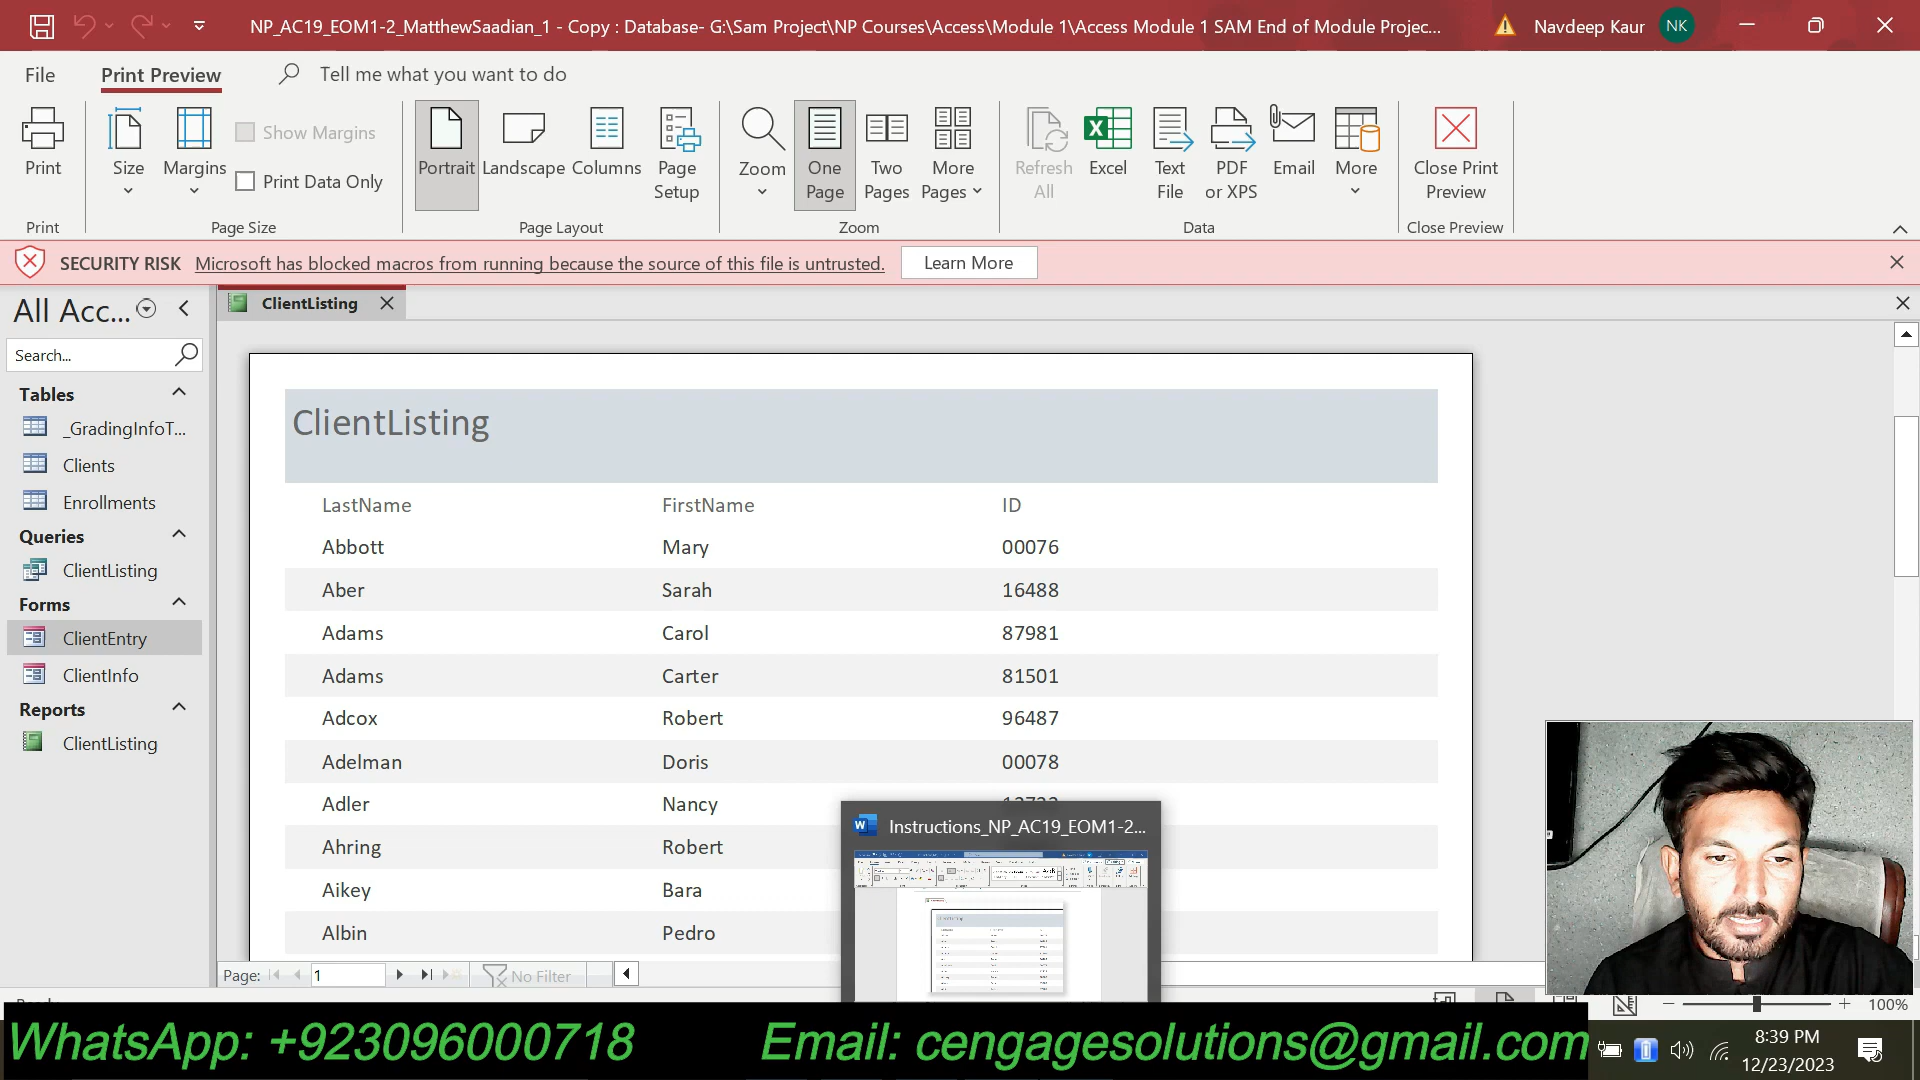 NP_AC19_EOM1-2_MatthewSaadian_1 - Copy : Database- G:\Sam Project\NP Courses\Access\Module 1\Access Module 1 SAM End of Module Projec...
Navdeep Kaur NK
File Print Preview Tell me what you want to do
Print
Size
Margins
Show Margins
Print Data Only
Portrait
Landscape
Columns
Page Setup
Zoom
One Page
Two Pages
More Pages
Refresh All
Excel
Text File
PDF or XPS
Email
More
Close Print Preview
Print Page Size Page Layout Zoom Data Close Preview
SECURITY RISK Microsoft has blocked macros from running because the source of this file is untrusted. Learn More
All Acc...
Search...
Tables
_GradingInfoT...
Clients
Enrollments
Queries
ClientListing
Forms
ClientEntry
ClientInfo
Reports
ClientListing
ClientListing
ClientListing
LastName FirstName ID
Abbott Mary 00076
Aber Sarah 16488
Adams Carol 87981
Adams Carter 81501
Adcox Robert 96487
Adelman Doris 00078
Adler Nancy
Ahring Robert
Aikey Bara
Albin Pedro
Instructions_NP_AC19_EOM1-2...
Page: 1 No Filter
100%
WhatsApp: +923096000718 Email: cengagesolutions@gmail.com
8:39 PM
12/23/2023